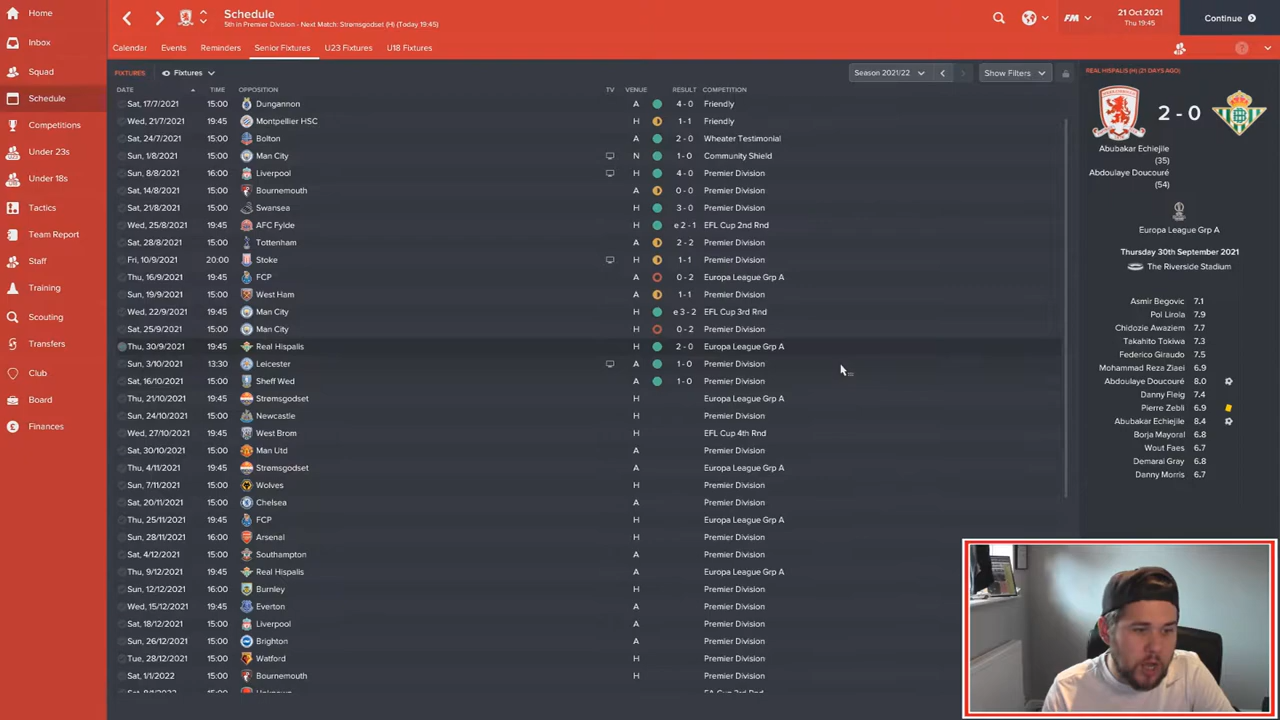 Home
Inbox
Squad
Schedule
Competitions
Under 23s
Under 18s
Tactics
Team Report
Staff
Training
Scouting
Transfers
Club
Board
Finances
Schedule
5th in Premier Division - Next Match: Strømsgodset (H) (Today 19:45)
FM
21 Oct 2021
Thu 19:45
Continue
Calendar Events Reminders Senior Fixtures U23 Fixtures U18 Fixtures
FIXTURES Fixtures Season 2021/22 Show Filters
DATE TIME OPPOSITION TV VENUE RESULT COMPETITION
Sat, 17/7/2021 15:00 Dungannon A 4 - 0 Friendly
Wed, 21/7/2021 19:45 Montpellier HSC H 1 - 1 Friendly
Sat, 24/7/2021 15:00 Bolton A 2 - 0 Wheater Testimonial
Sun, 1/8/2021 15:00 Man City N 1 - 0 Community Shield
Sun, 8/8/2021 16:00 Liverpool H 4 - 0 Premier Division
Sat, 14/8/2021 15:00 Bournemouth A 0 - 0 Premier Division
Sat, 21/8/2021 15:00 Swansea H 3 - 0 Premier Division
Wed, 25/8/2021 19:45 AFC Fylde H e 2 - 1 EFL Cup 2nd Rnd
Sat, 28/8/2021 15:00 Tottenham A 2 - 2 Premier Division
Fri, 10/9/2021 20:00 Stoke H 1 - 1 Premier Division
Thu, 16/9/2021 19:45 FCP A 0 - 2 Europa League Grp A
Sun, 19/9/2021 15:00 West Ham A 1 - 1 Premier Division
Wed, 22/9/2021 19:45 Man City H e 3 - 2 EFL Cup 3rd Rnd
Sat, 25/9/2021 15:00 Man City H 0 - 2 Premier Division
Thu, 30/9/2021 19:45 Real Hispalis H 2 - 0 Europa League Grp A
Sun, 3/10/2021 13:30 Leicester A 1 - 0 Premier Division
Sat, 16/10/2021 15:00 Sheff Wed A 1 - 0 Premier Division
Thu, 21/10/2021 19:45 Strømsgodset H Europa League Grp A
Sun, 24/10/2021 15:00 Newcastle H Premier Division
Wed, 27/10/2021 19:45 West Brom H EFL Cup 4th Rnd
Sat, 30/10/2021 15:00 Man Utd A Premier Division
Thu, 4/11/2021 19:45 Strømsgodset A Europa League Grp A
Sun, 7/11/2021 15:00 Wolves H Premier Division
Sat, 20/11/2021 15:00 Chelsea A Premier Division
Thu, 25/11/2021 19:45 FCP H Europa League Grp A
Sun, 28/11/2021 16:00 Arsenal H Premier Division
Sat, 4/12/2021 15:00 Southampton A Premier Division
Thu, 9/12/2021 19:45 Real Hispalis A Europa League Grp A
Sun, 12/12/2021 16:00 Burnley H Premier Division
Wed, 15/12/2021 19:45 Everton A Premier Division
Sat, 18/12/2021 15:00 Liverpool A Premier Division
Sun, 26/12/2021 15:00 Brighton A Premier Division
Tue, 28/12/2021 15:00 Watford H Premier Division
Sat, 1/1/2022 15:00 Bournemouth H Premier Division
REAL HISPALIS (H) (21 DAYS AGO)
2 - 0
Abubakar Echiejile
(35)
Abdoulaye Doucouré
(54)
Europa League Grp A
Thursday 30th September 2021
The Riverside Stadium
Asmir Begovic 7.1
Pol Lirola 7.9
Chidozie Awaziem 7.7
Takahito Tokiwa 7.3
Federico Giraudo 7.5
Mohammad Reza Ziaei 6.9
Abdoulaye Doucouré 8.0
Danny Fleig 7.4
Pierre Zebli 6.9
Abubakar Echiejile 8.4
Borja Mayoral 6.8
Wout Faes 6.7
Demarai Gray 6.8
Danny Morris 6.7